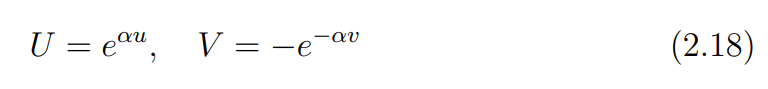 U = e^{αu}, V = −e^{−αv} (2.18)